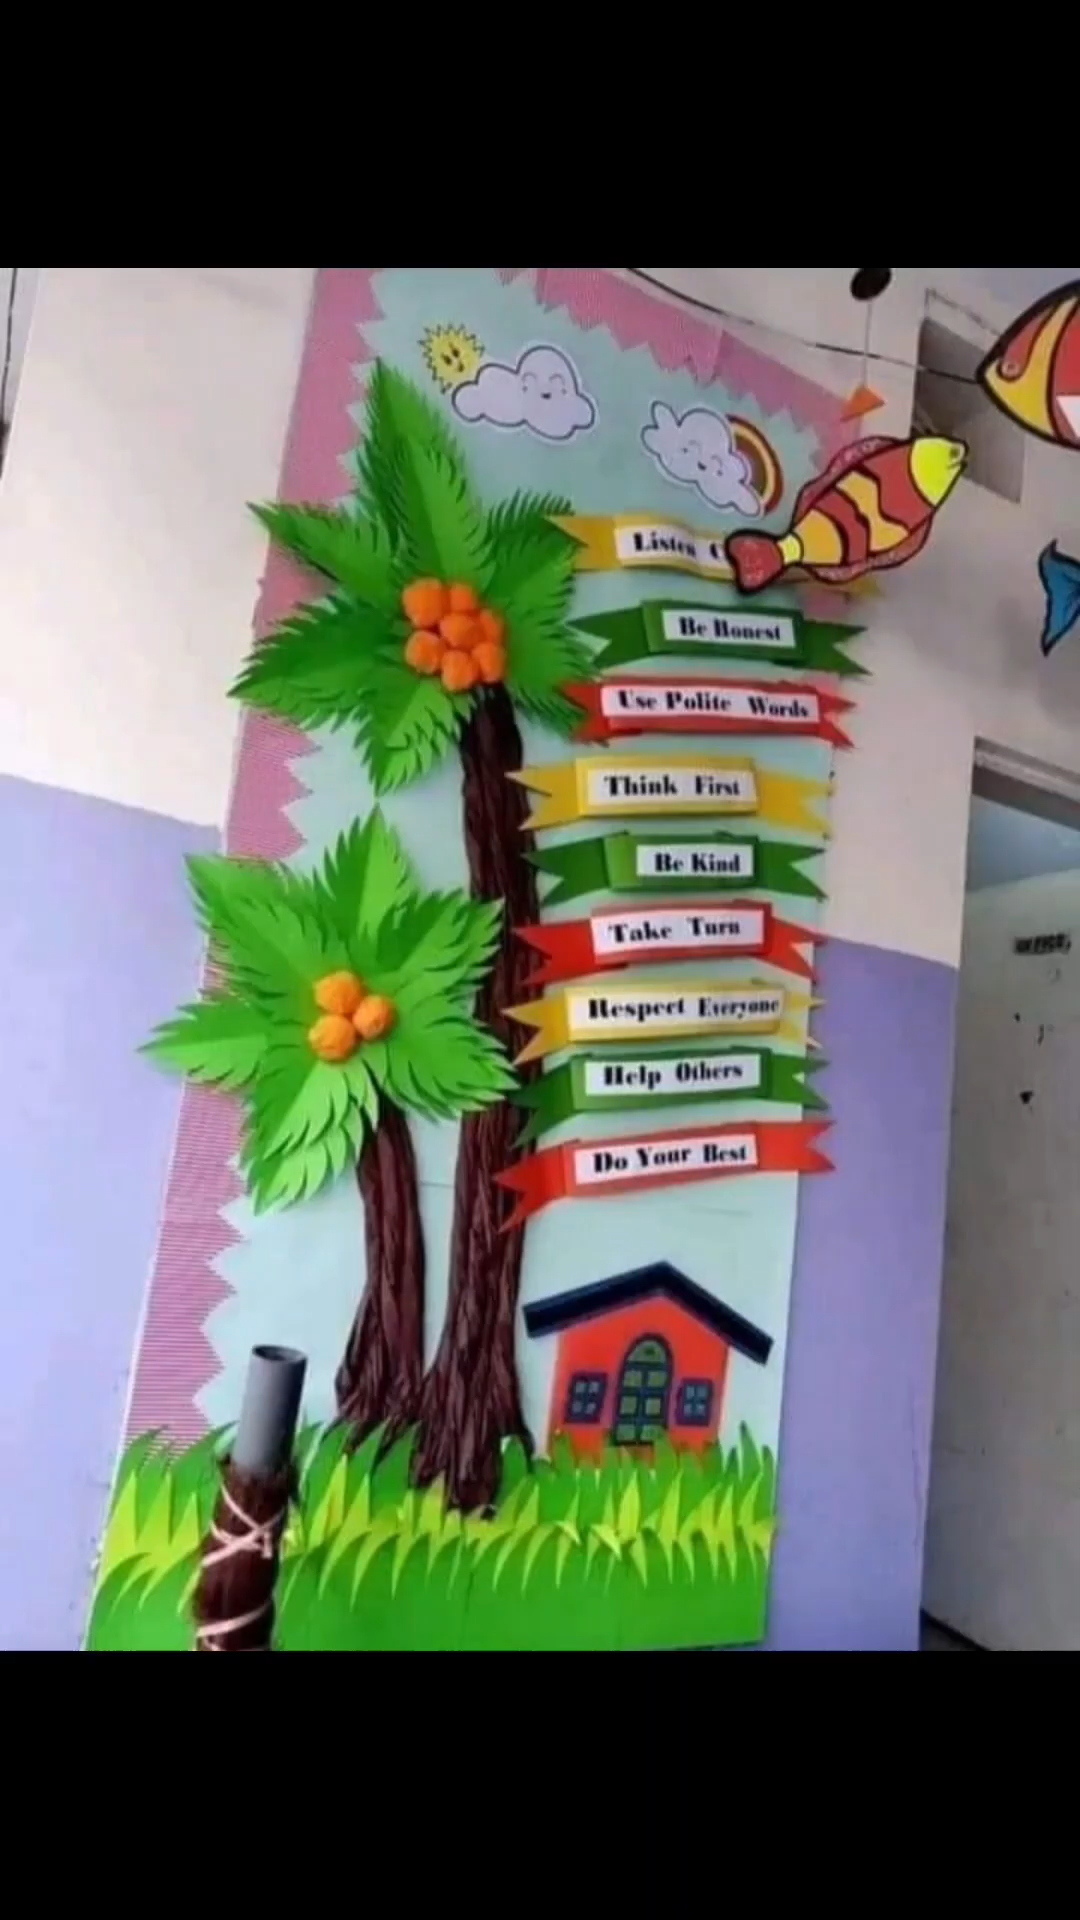 Listen
Be Honest
Use Polite Words
Think First
Be Kind
Take Turn
Respect Everyone
Help Others
Do Your Best
OFFICE